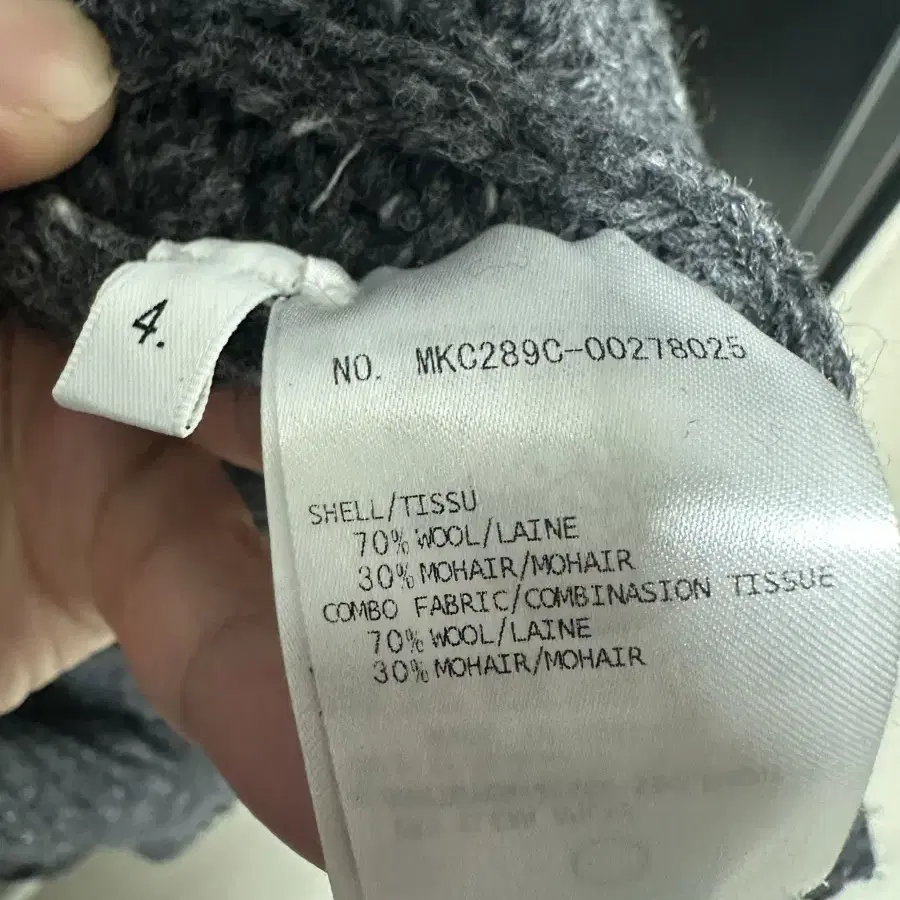 4.
NO. MKC289C-00278025
SHELL/TISSU
70% WOOL/LAINE
30% MOHAIR/MOHAIR
COMBO FABRIC/COMBINASION TISSUE
70% WOOL/LAINE
30% MOHAIR/MOHAIR